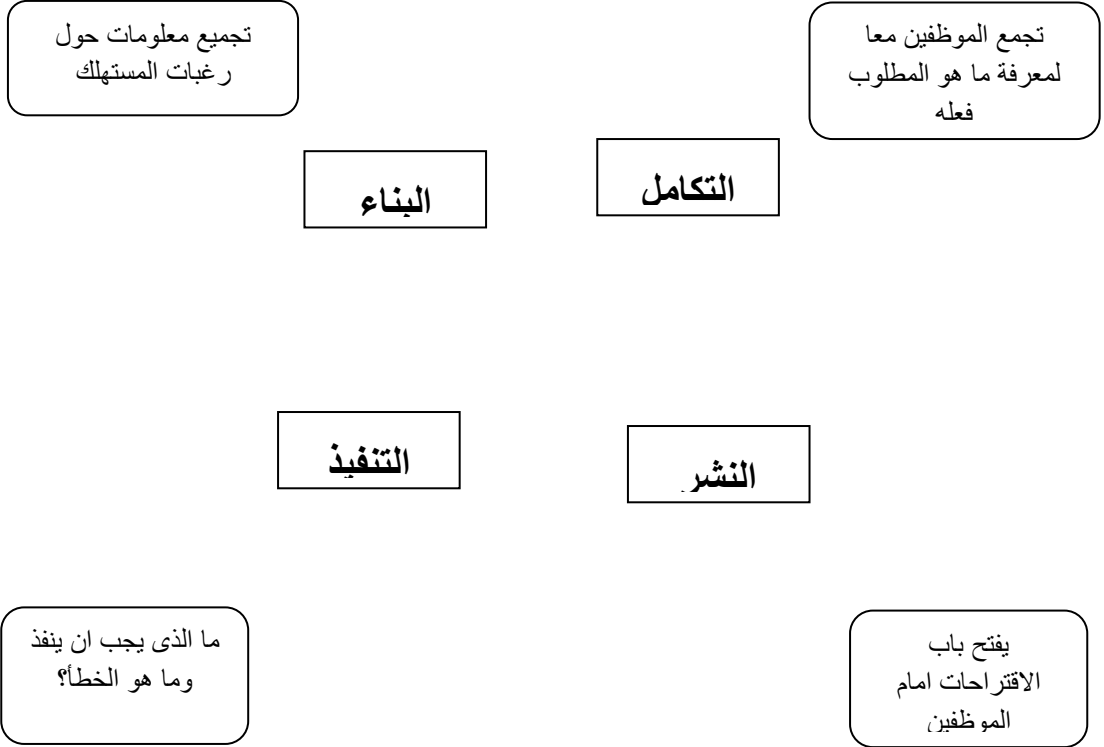 تجمع الموظفين معا
لمعرفة ما هو المطلوب
فعله
تجميع معلومات حول
رغبات المستهلك
التكامل
البناء
النشر
التنفيذ
يفتح باب
الاقتراحات امام
الموظفين
ما الذى يجب ان ينفذ
وما هو الخطأ؟